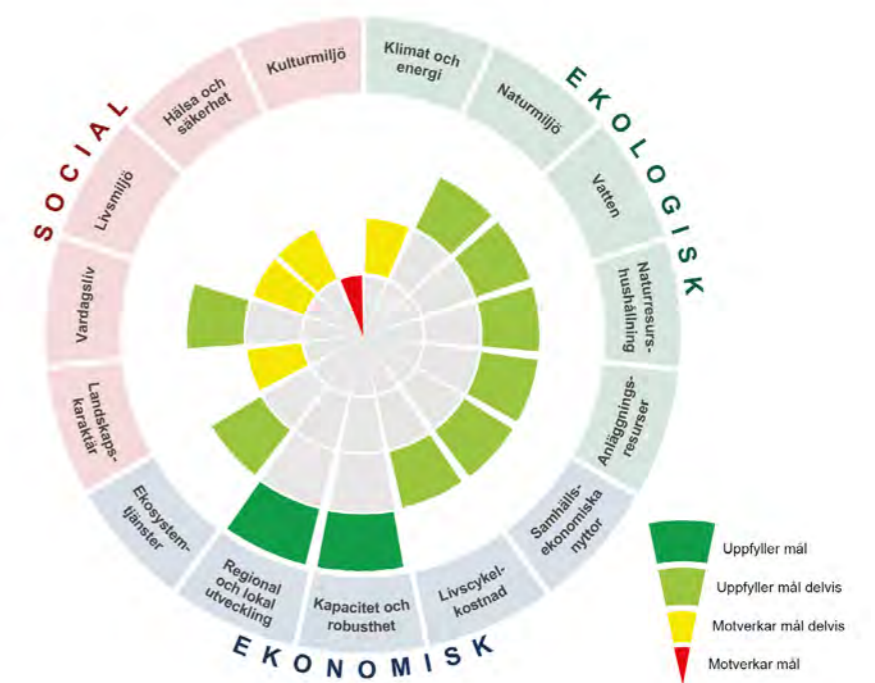 SOCIAL
EKOLOGISK
EKONOMISK
Klimat och
energi
Naturmiljö
Vatten
Naturresurs-
hushållning
Anläggnings-
resurser
Samhälls-
ekonomiska
nyttor
Livscykel-
kostnad
Kapacitet och
robusthet
Regional
och lokal
utveckling
Ekosystem-
tjänster
Landskaps-
karaktär
Vardagsliv
Livsmiljö
Hälsa och
säkerhet
Kulturmiljö
Uppfyller mål
Uppfyller mål delvis
Motverkar mål delvis
Motverkar mål